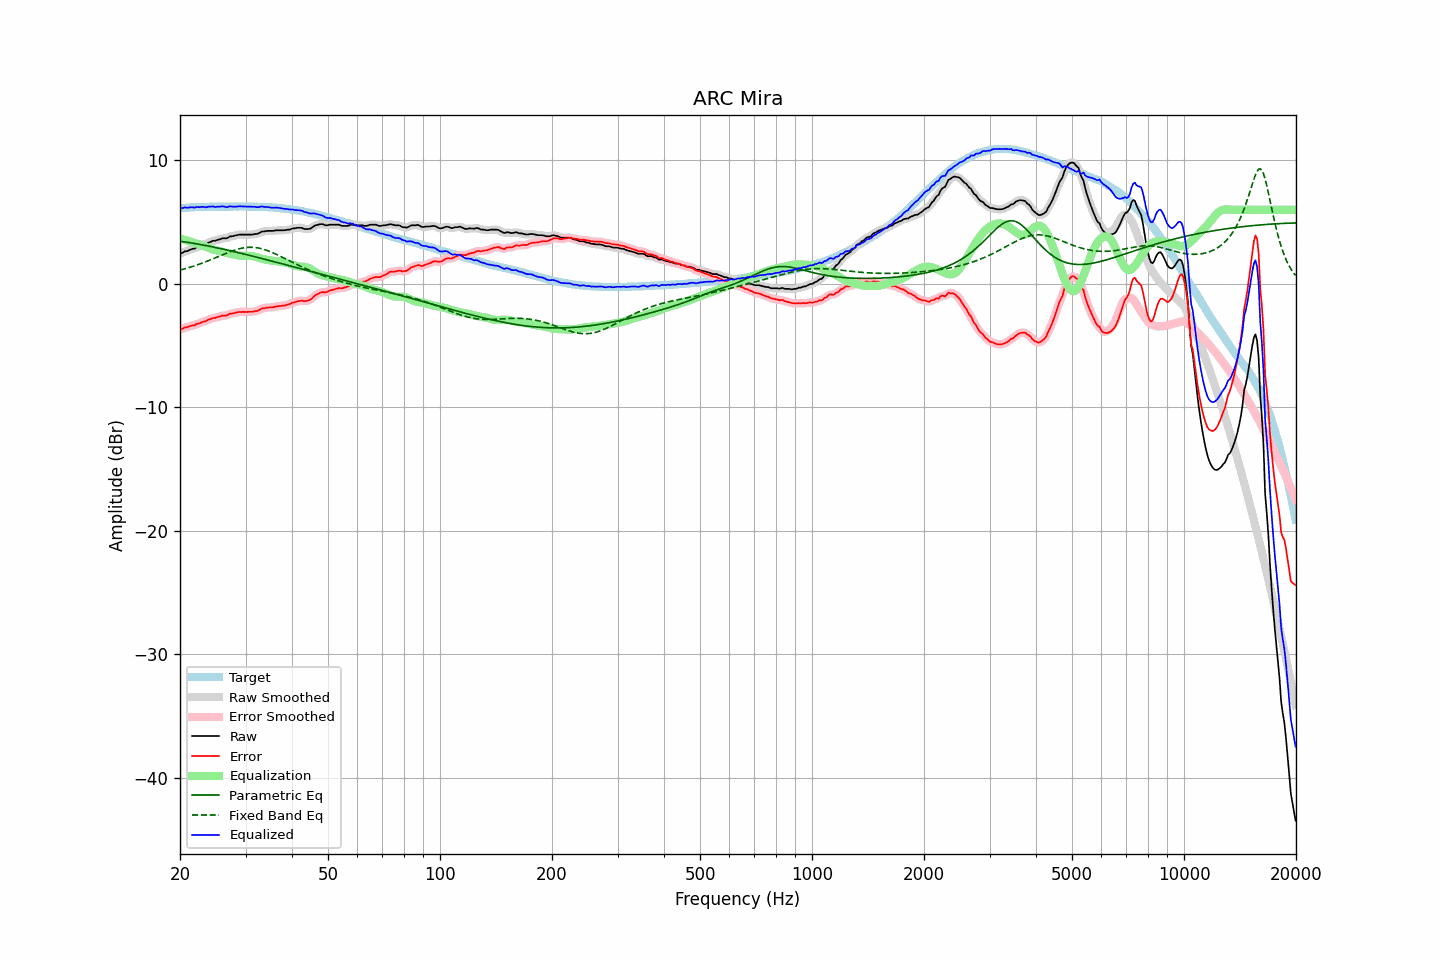 ARC Mira
10
0
−10
−20
−30
−40
Amplitude (dBr)
Target
Raw Smoothed
Error Smoothed
Raw
Error
Equalization
Parametric Eq
Fixed Band Eq
Equalized
20 50 100 200 500 1000 2000 5000 10000 20000
Frequency (Hz)